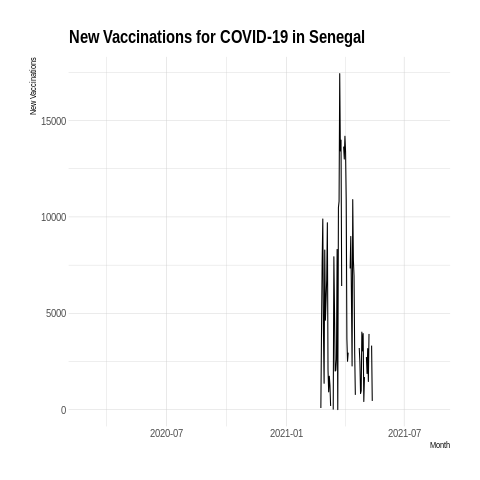 New Vaccinations for COVID-19 in Senegal
New Vaccinations
15000
10000
5000
0
2020-07
2021-01
2021-07
Month